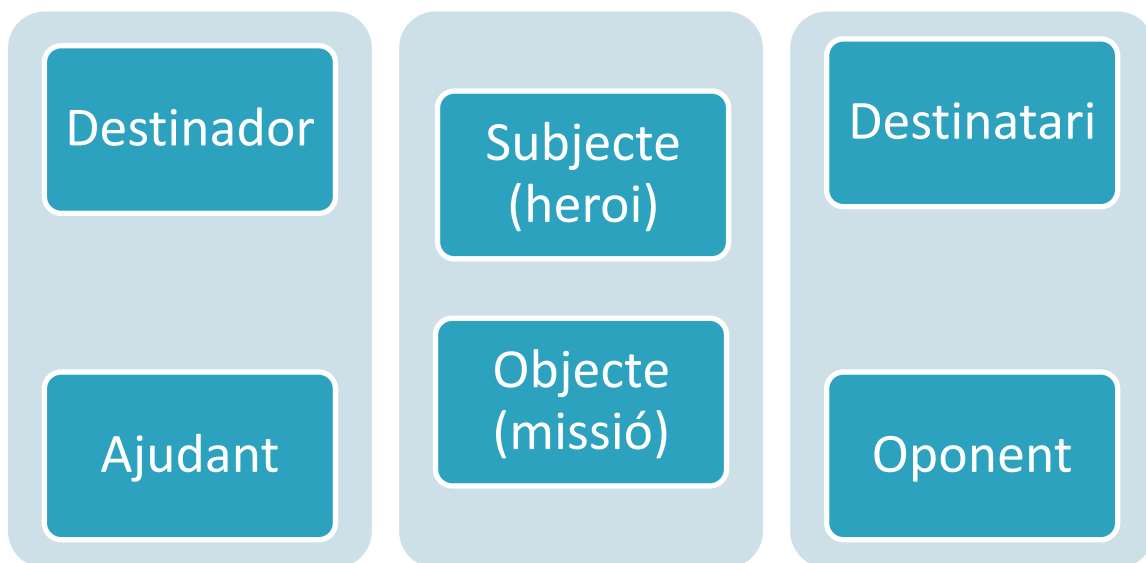 Destinador
Ajudant
Subjecte
(heroi)
Objecte
(missió)
Destinatari
Oponent